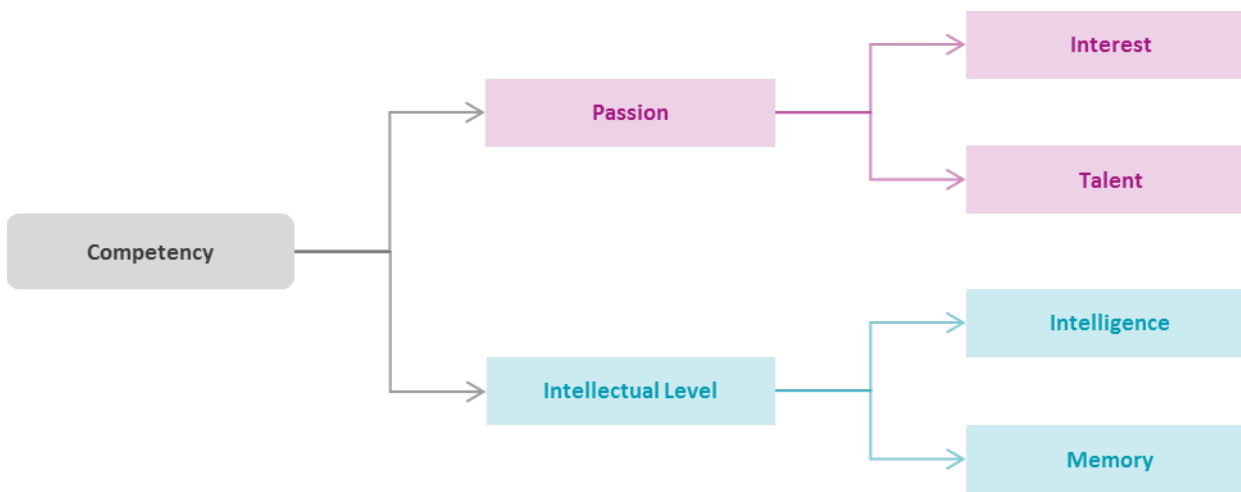 Competency
Passion
Interest
Talent
Intellectual Level
Intelligence
Memory